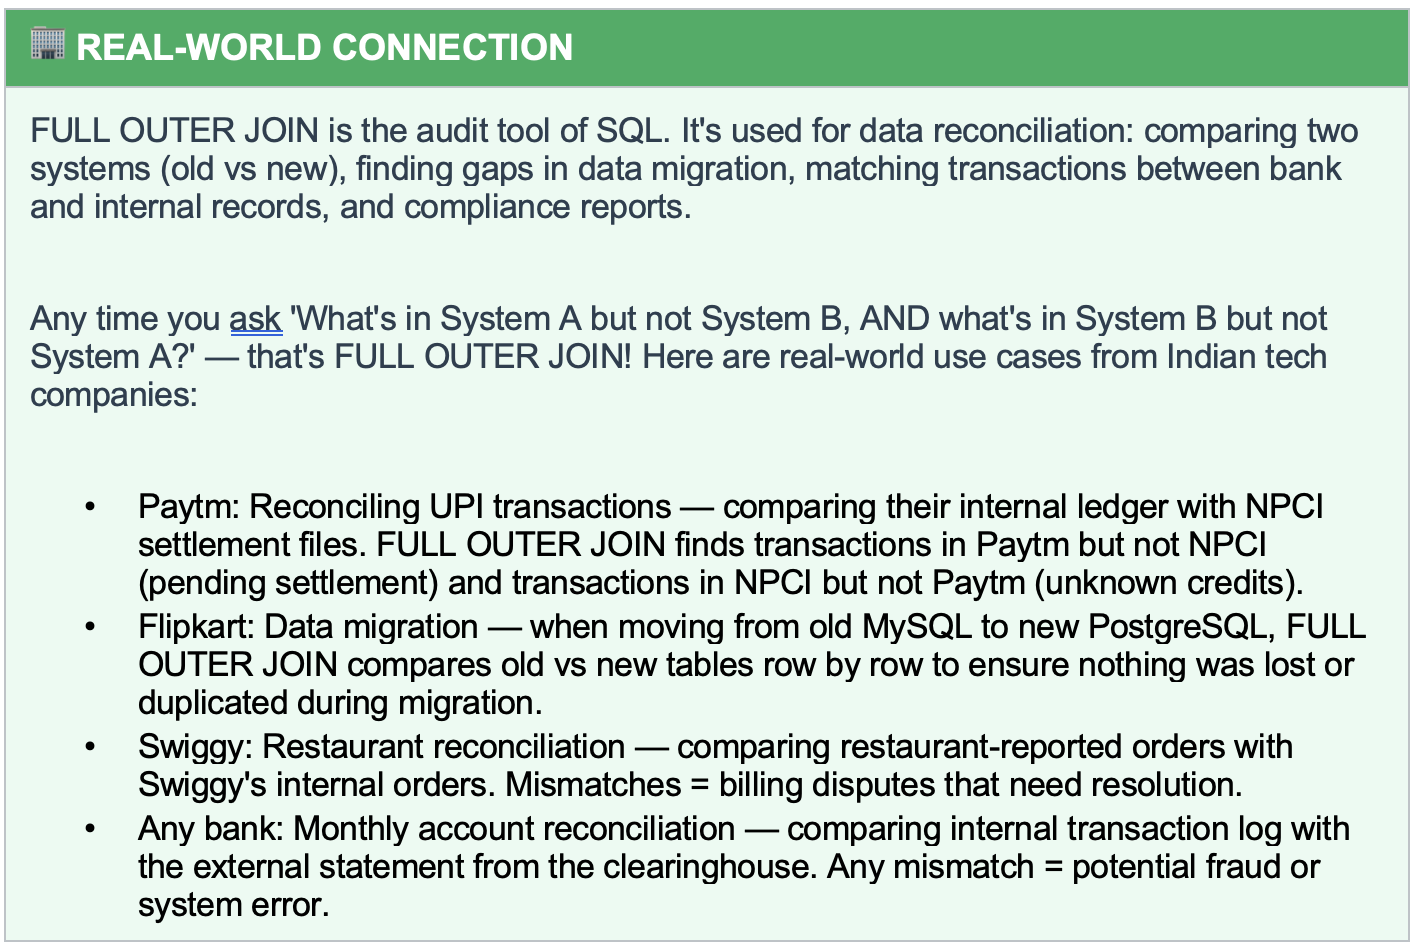 REAL-WORLD CONNECTION
FULL OUTER JOIN is the audit tool of SQL. It's used for data reconciliation: comparing two
systems (old vs new), finding gaps in data migration, matching transactions between bank
and internal records, and compliance reports.
Any time you ask 'What's in System A but not System B, AND what's in System B but not
System A?' — that's FULL OUTER JOIN! Here are real-world use cases from Indian tech
companies:
• Paytm: Reconciling UPI transactions — comparing their internal ledger with NPCI
settlement files. FULL OUTER JOIN finds transactions in Paytm but not NPCI
(pending settlement) and transactions in NPCI but not Paytm (unknown credits).
• Flipkart: Data migration — when moving from old MySQL to new PostgreSQL, FULL
OUTER JOIN compares old vs new tables row by row to ensure nothing was lost or
duplicated during migration.
• Swiggy: Restaurant reconciliation — comparing restaurant-reported orders with
Swiggy's internal orders. Mismatches = billing disputes that need resolution.
• Any bank: Monthly account reconciliation — comparing internal transaction log with
the external statement from the clearinghouse. Any mismatch = potential fraud or
system error.